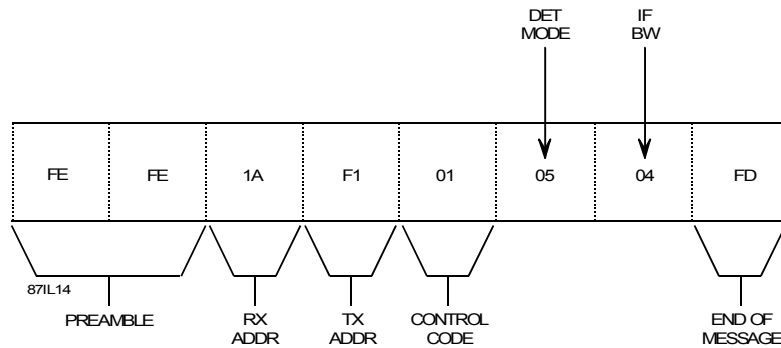 DET
MODE
IF
BW
FE FE 1A F1 01 05 04 FD
87IL14
PREAMBLE
RX
ADDR
TX
ADDR
CONTROL
CODE
END OF
MESSAGE